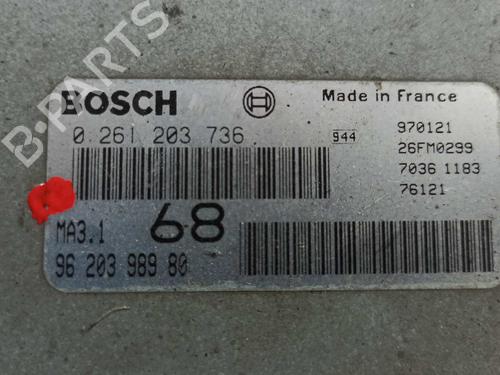 B-PARTS
BOSCH Made in France
0 261 203 736 944 970121
26FM0299
7036 1183
76121
MA3.1 68
96 203 989 80